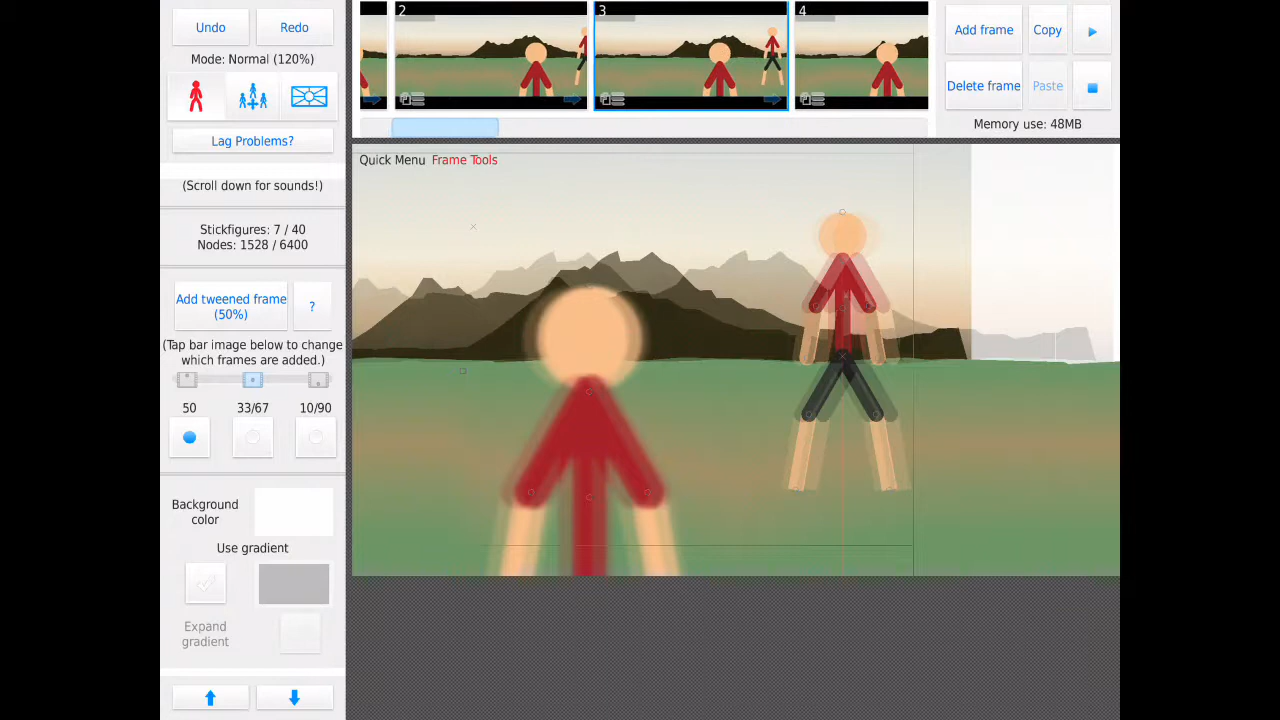 Undo
Redo
Mode: Normal (120%)
Lag Problems?
(Scroll down for sounds!)
Stickfigures: 7 / 40
Nodes: 1528 / 6400
Add tweened frame
(50%)
?
(Tap bar image below to change
which frames are added.)
50
33/67
10/90
Background
color
Use gradient
Expand
gradient
2
3
4
Add frame
Copy
Delete frame
Paste
Memory use: 48MB
Quick Menu
Frame Tools